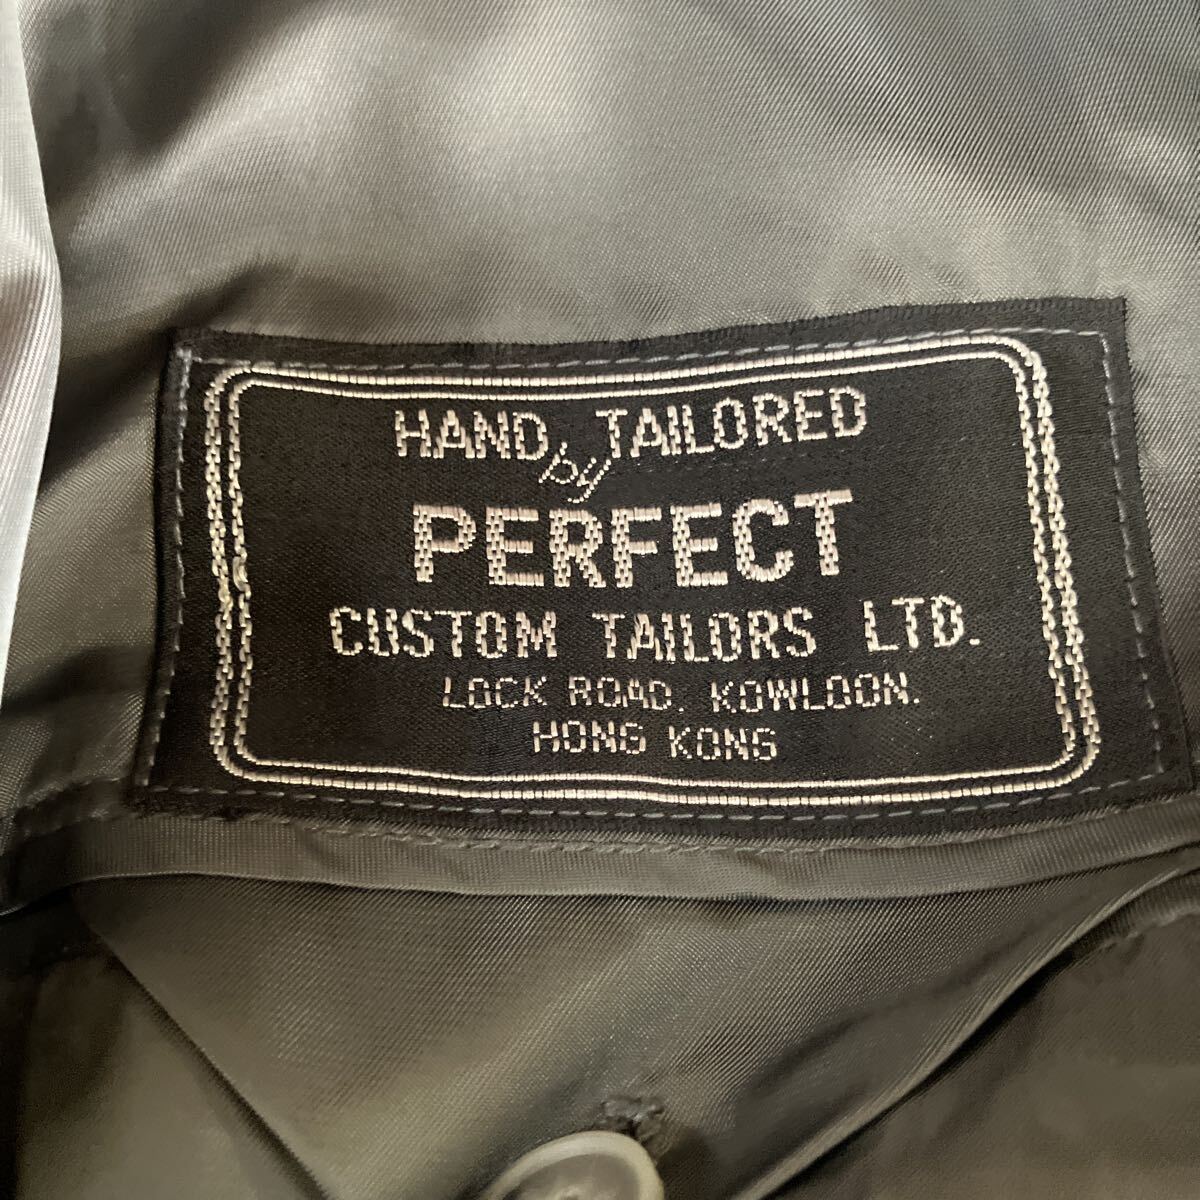 HAND by TAILORED
PERFECT
CUSTOM TAILORS LTD.
LOCK ROAD. KOWLOON.
HONG KONG